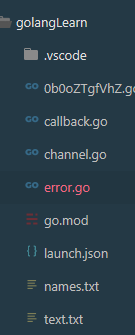 golangLearn
.vscode
0b0oZTgfVhZ.go
callback.go
channel.go
error.go
go.mod
launch.json
names.txt
text.txt